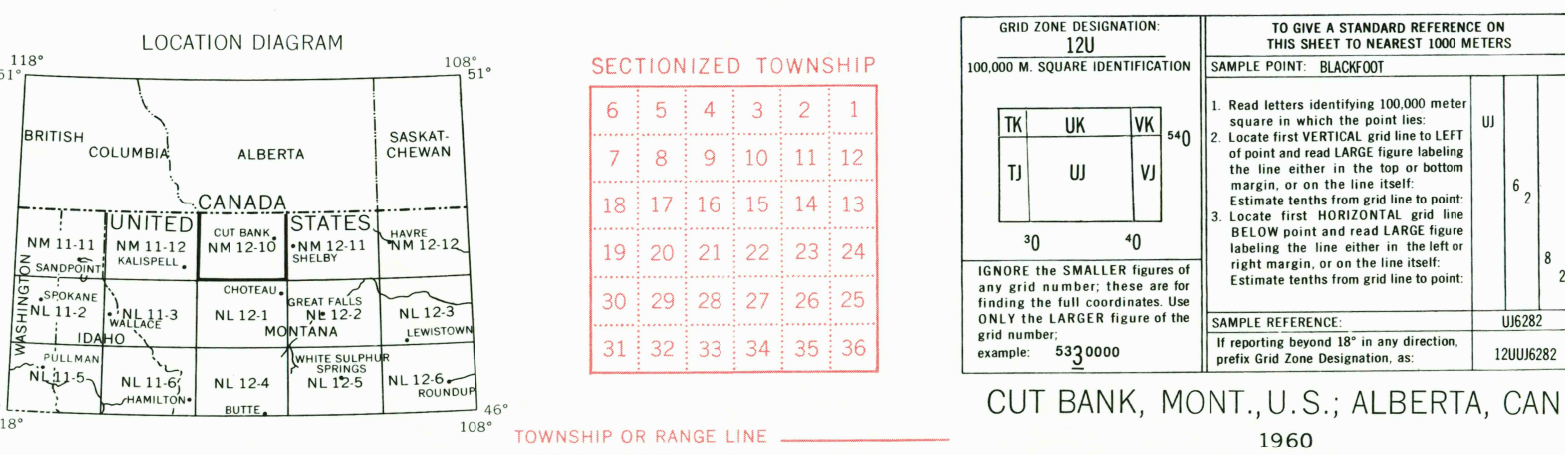 LOCATION DIAGRAM
118°
108°
51°
51°
BRITISH
COLUMBIA
ALBERTA
SASKAT-
CHEWAN
CANADA
UNITED
STATES
NM 11-11
SANDPOINT
NM 11-12
KALISPELL
CUT BANK
NM 12-10
NM 12-11
SHELBY
HAVRE
NM 12-12
WASHINGTON
SPOKANE
NL 11-2
NL 11-3
WALLACE
IDAHO
CHOTEAU
NL 12-1
GREAT FALLS
NL 12-2
MONTANA
NL 12-3
LEWISTOWN
PULLMAN
NL 11-5
NL 11-6
HAMILTON
NL 12-4
BUTTE
WHITE SULPHUR
SPRINGS
NL 12-5
NL 12-6
ROUNDUP
46°
18°
108°
SECTIONIZED TOWNSHIP
6 5 4 3 2 1
7 8 9 10 11 12
18 17 16 15 14 13
19 20 21 22 23 24
30 29 28 27 26 25
31 32 33 34 35 36
TOWNSHIP OR RANGE LINE
GRID ZONE DESIGNATION:
12U
100,000 M. SQUARE IDENTIFICATION
TK UK VK
540
TJ UJ VJ
30 40
IGNORE the SMALLER figures of
any grid number; these are for
finding the full coordinates. Use
ONLY the LARGER figure of the
grid number;
example: 5330000
TO GIVE A STANDARD REFERENCE ON
THIS SHEET TO NEAREST 1000 METERS
SAMPLE POINT: BLACKFOOT
1. Read letters identifying 100,000 meter
square in which the point lies:
UJ
2. Locate first VERTICAL grid line to LEFT
of point and read LARGE figure labeling
the line either in the top or bottom
margin, or on the line itself:
6
Estimate tenths from grid line to point:
2
3. Locate first HORIZONTAL grid line
BELOW point and read LARGE figure
labeling the line either in the left or
right margin, or on the line itself:
8
Estimate tenths from grid line to point:
2
SAMPLE REFERENCE:
UJ6282
If reporting beyond 18° in any direction,
prefix Grid Zone Designation, as:
12UUJ6282
CUT BANK, MONT., U.S.; ALBERTA, CAN
1960